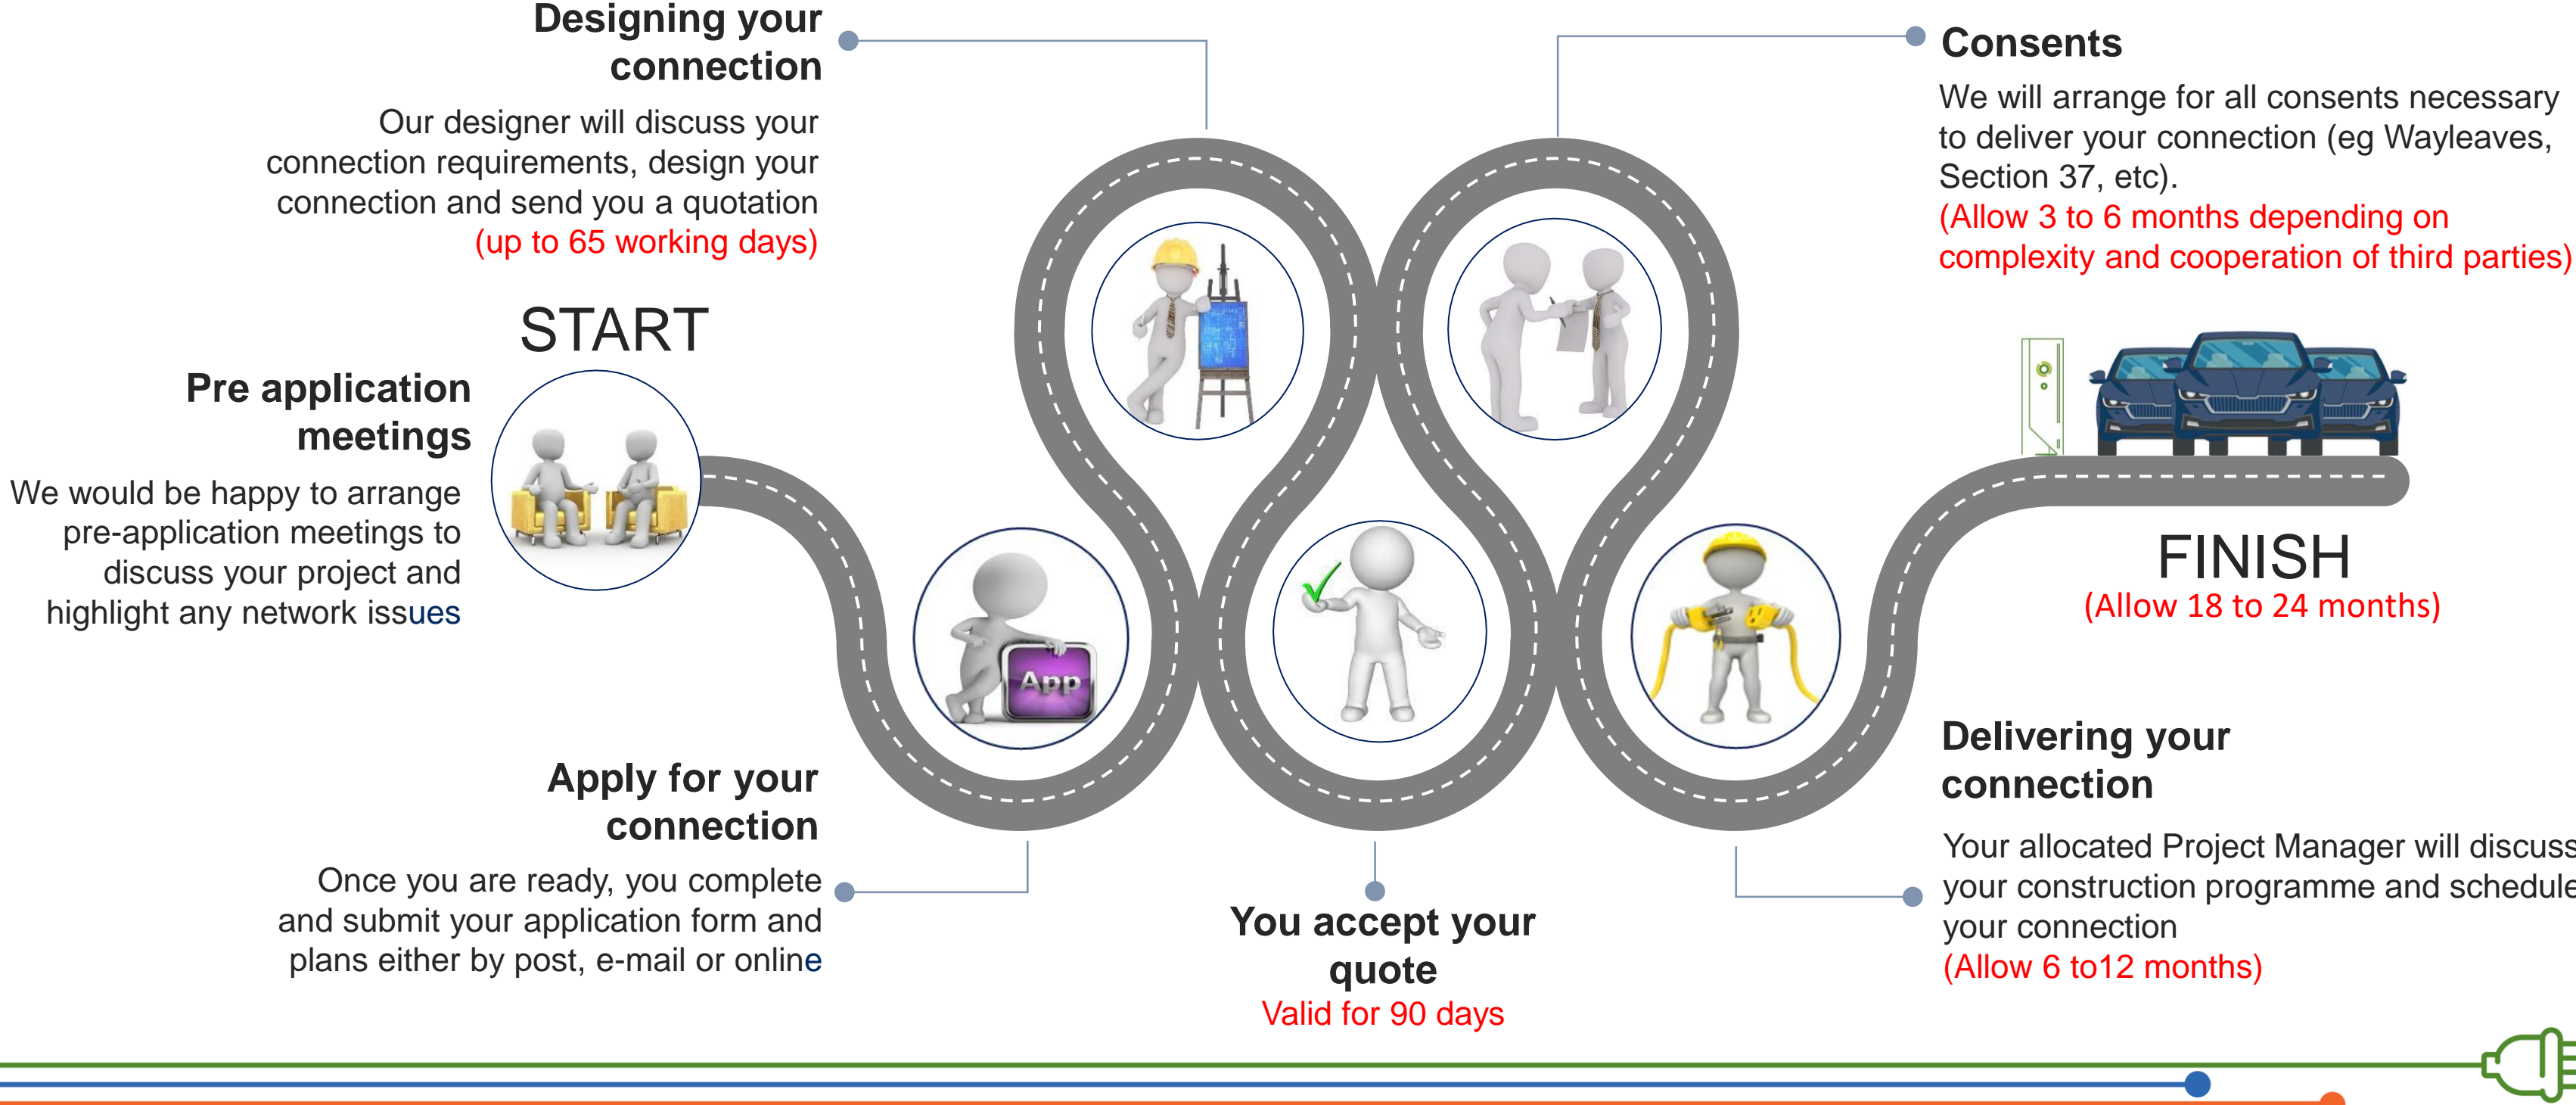 START
Pre application
meetings
We would be happy to arrange
pre-application meetings to
discuss your project and
highlight any network issues
Apply for your
connection
Once you are ready, you complete
and submit your application form and
plans either by post, e-mail or online
App
Designing your
connection
Our designer will discuss your
connection requirements, design your
connection and send you a quotation
(up to 65 working days)
You accept your
quote
Valid for 90 days
Consents
We will arrange for all consents necessary
to deliver your connection (eg Wayleaves,
Section 37, etc).
(Allow 3 to 6 months depending on
complexity and cooperation of third parties)
Delivering your
connection
Your allocated Project Manager will discuss
your construction programme and schedule
your connection
(Allow 6 to12 months)
FINISH
(Allow 18 to 24 months)